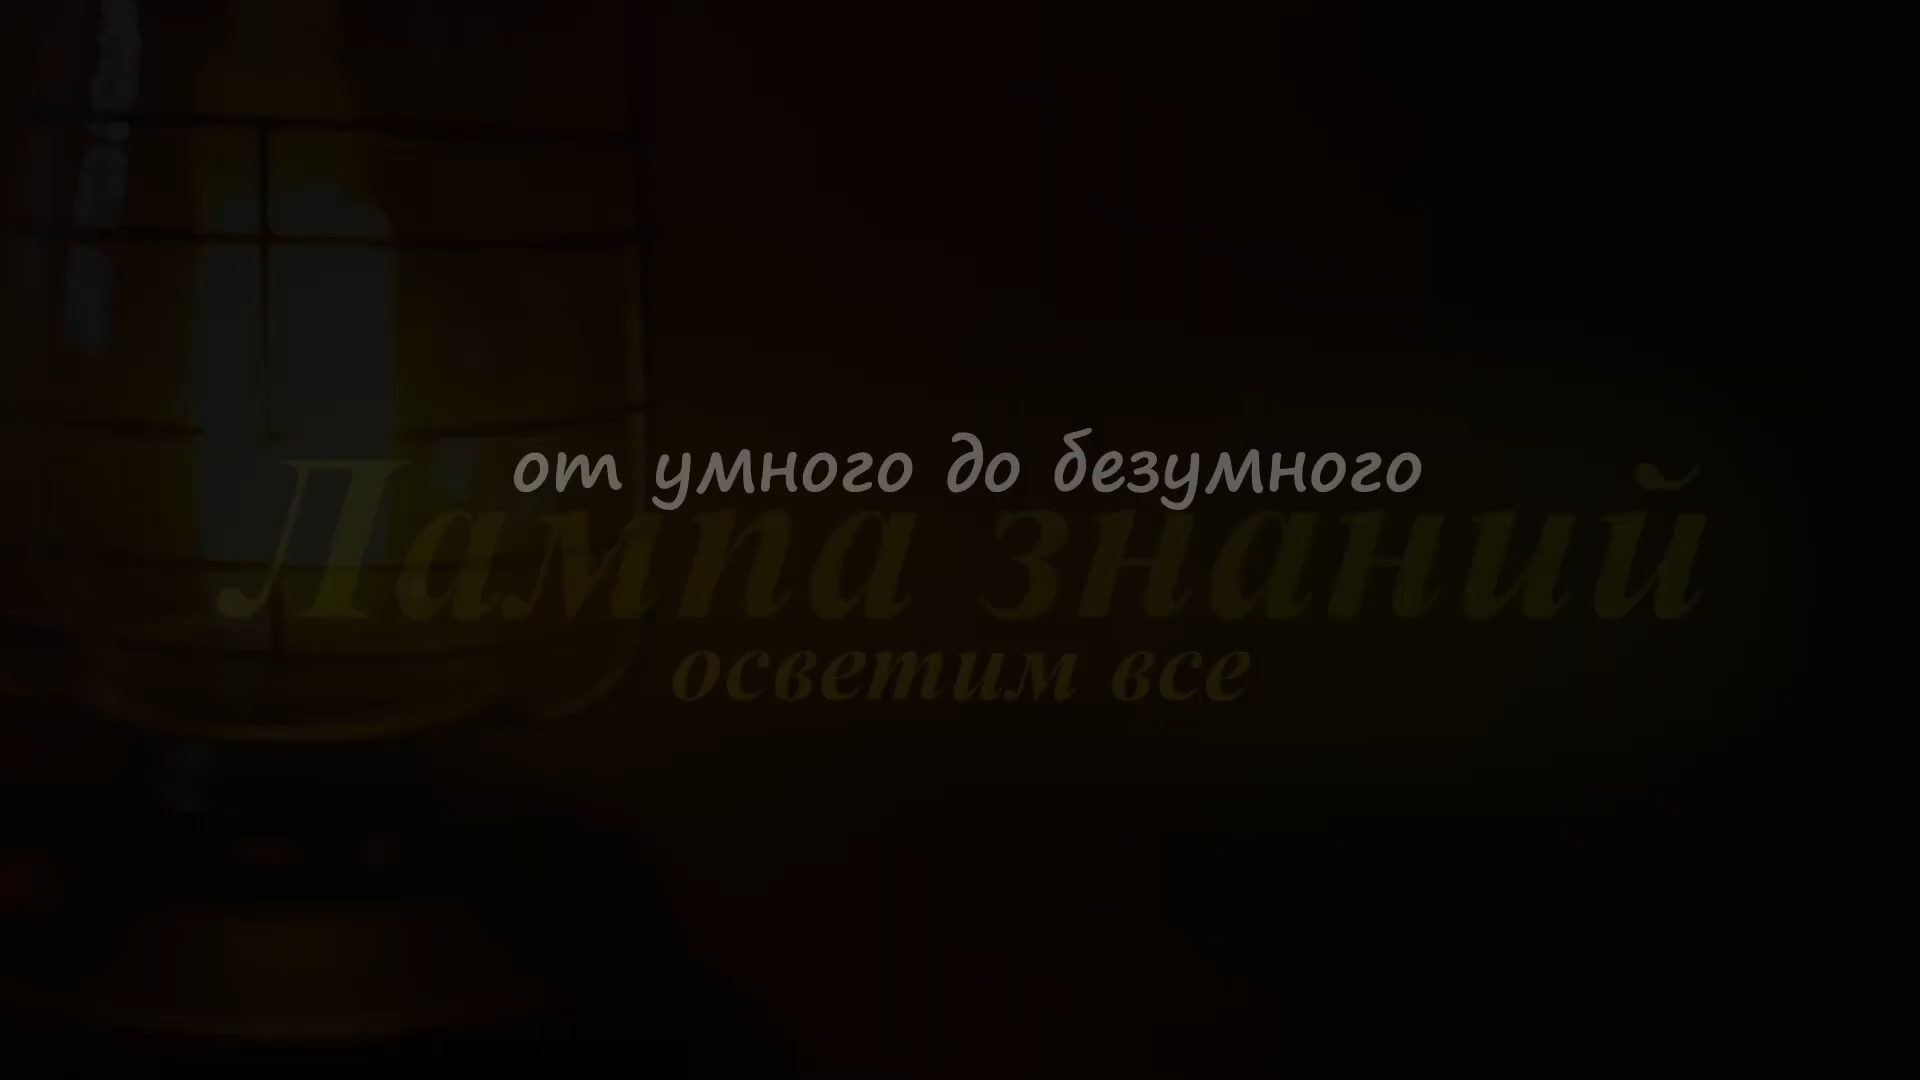 от умного до безумного
Лампа знаний
осветим все